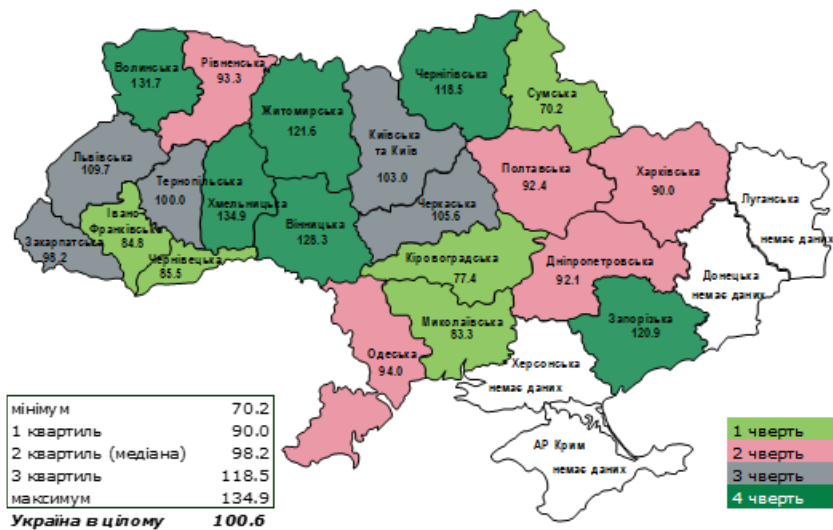 Волинська
131.7
Рівненська
93.3
Житомирська
121.6
Київська
та Київ
103.0
Чернігівська
118.5
Сумська
70.2
Львівська
109.7
Тернопільська
100.0
Хмельницька
134.9
Вінницька
128.3
Черкаська
105.6
Полтавська
92.4
Харківська
90.0
Луганська
немає даних
Закарпатська
98.2
Івано-
Франківська
84.8
Чернівецька
85.5
Кіровоградська
77.4
Дніпропетровська
92.1
Донецька
немає даних
Миколаївська
83.3
Одеська
94.0
Запорізька
120.9
Херсонська
немає даних
АР Крим
немає даних
мінімум 70.2
1 квартиль 90.0
2 квартиль (медіана) 98.2
3 квартиль 118.5
максимум 134.9
Україна в цілому 100.6
1 чверть
2 чверть
3 чверть
4 чверть